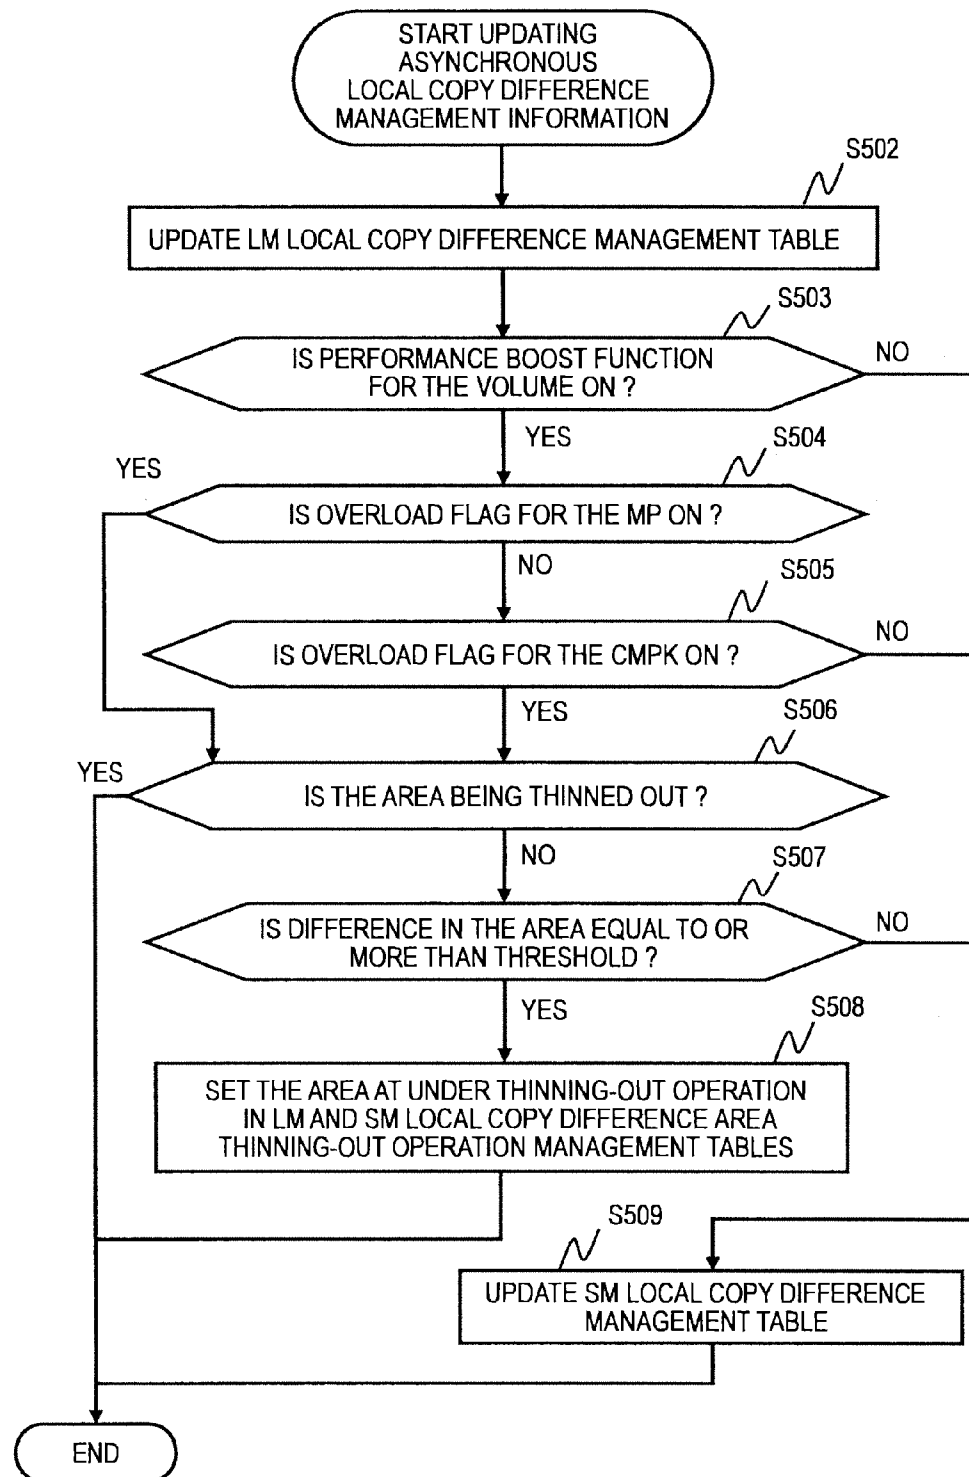 START UPDATING
ASYNCHRONOUS
LOCAL COPY DIFFERENCE
MANAGEMENT INFORMATION
S502
UPDATE LM LOCAL COPY DIFFERENCE MANAGEMENT TABLE
S503
IS PERFORMANCE BOOST FUNCTION
FOR THE VOLUME ON ?
NO
YES
S504
YES
IS OVERLOAD FLAG FOR THE MP ON ?
NO
S505
IS OVERLOAD FLAG FOR THE CMPK ON ?
NO
YES
S506
YES
IS THE AREA BEING THINNED OUT ?
NO
S507
IS DIFFERENCE IN THE AREA EQUAL TO OR
MORE THAN THRESHOLD ?
NO
YES
S508
SET THE AREA AT UNDER THINNING-OUT OPERATION
IN LM AND SM LOCAL COPY DIFFERENCE AREA
THINNING-OUT OPERATION MANAGEMENT TABLES
S509
UPDATE SM LOCAL COPY DIFFERENCE
MANAGEMENT TABLE
END